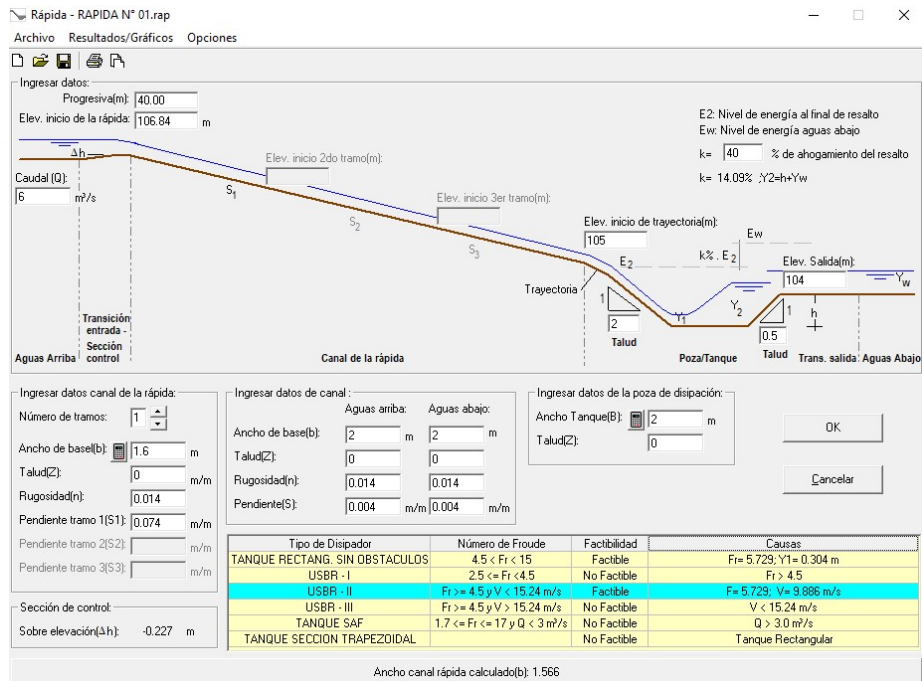 Rápida - RAPIDA N° 01.rap
Archivo Resultados/Gráficos Opciones
Ingresar datos:
Progresiva(m): 40.00
Elev. inicio de la rápida: 106.84 m
E2: Nivel de energía al final de resalto
Ew: Nivel de energía aguas abajo
k= 40 % de ahogamiento del resalto
k= 14.09% ;Y2=h+Yw
Δh
Caudal (Q):
6 m³/s
Elev. inicio 2do tramo(m):
S1
Elev. inicio 3er tramo(m):
S2
S3
Elev. inicio de trayectoria(m):
105
Ew
E2
k% . E2
Elev. Salida(m):
104
Yw
Trayectoria
1
2
Talud
Y1
Y2
1
0.5
Talud
h
Transición entrada - Sección control
Aguas Arriba
Canal de la rápida
Poza/Tanque
Trans. salida
Aguas Abajo
Ingresar datos canal de la rápida:
Número de tramos: 1
Ancho de basel(b): 1.6 m
Talud(Z): 0 m/m
Rugosidad(n): 0.014
Pendiente tramo 1(S1): 0.074 m/m
Pendiente tramo 2(S2): m/m
Pendiente tramo 3(S3): m/m
Sección de control:
Sobre elevación(Δh): -0.227 m
Ingresar datos de canal :
Aguas arriba: Aguas abajo:
Ancho de base(b): 2 m 2 m
Talud(Z): 0 0
Rugosidad(n): 0.014 0.014
Pendiente(S): 0.004 m/m 0.004 m/m
Ingresar datos de la poza de disipación:
Ancho Tanque(B): 2 m
Talud(Z): 0
OK
Cancelar
Tipo de Disipador Número de Froude Factibilidad Causas
TANQUE RECTANG. SIN OBSTACULOS 4.5 < Fr < 15 Factible Fr= 5.729; Y1= 0.304 m
USBR - I 2.5 <= Fr <4.5 No Factible Fr > 4.5
USBR - II Fr >= 4.5 y V < 15.24 m/s Factible F= 5.729; V= 9.886 m/s
USBR - III Fr >= 4.5 y V > 15.24 m/s No Factible V < 15.24 m/s
TANQUE SAF 1.7 <= Fr <= 17 y Q < 3 m³/s No Factible Q > 3.0 m³/s
TANQUE SECCION TRAPEZOIDAL No Factible Tanque Rectangular
Ancho canal rápida calculado(b): 1.566